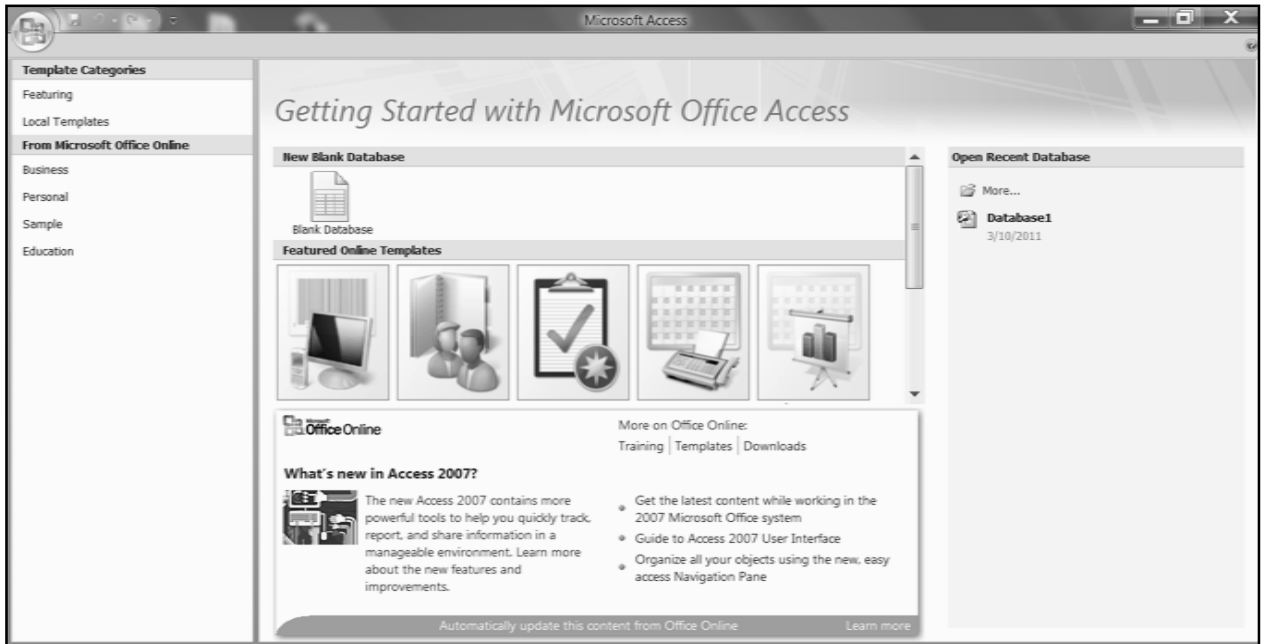 Microsoft Access
Template Categories
Featuring
Local Templates
From Microsoft Office Online
Business
Personal
Sample
Education
Getting Started with Microsoft Office Access
New Blank Database
Blank Database
Featured Online Templates
Microsoft
Office Online
More on Office Online:
Training | Templates | Downloads
What's new in Access 2007?
The new Access 2007 contains more
powerful tools to help you quickly track,
report, and share information in a
manageable environment. Learn more
about the new features and
improvements.
Get the latest content while working in the
2007 Microsoft Office system
Guide to Access 2007 User Interface
Organize all your objects using the new, easy
access Navigation Pane
Automatically update this content from Office Online
Learn more
Open Recent Database
More...
Database1
3/10/2011